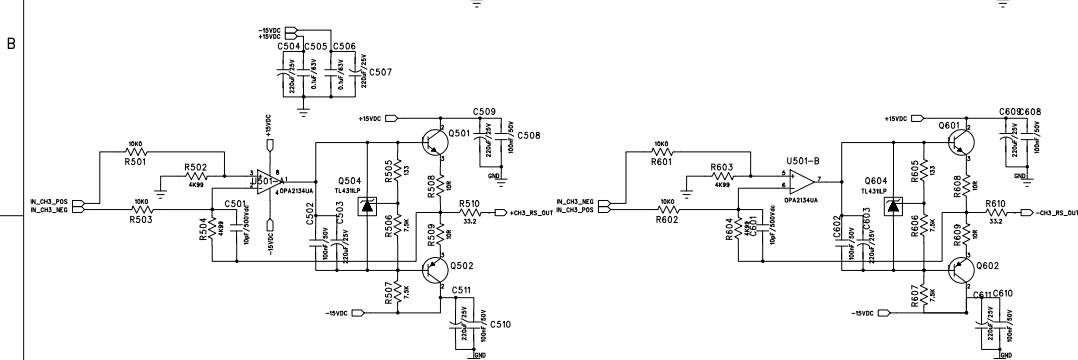 B
-15VDC
+15VDC
C504 C505 C506
C507
220uF/25V
0.1uF/63V
0.1uF/63V
220uF/25V
+15VDC
Q501
C509
C508
220uF/25V
100nF/50V
GND
+15VDC
10K0
R501
R502
4K99
U501-A
OPA2134UA
3
2
8
4
1
-15VDC
IN_CH3_POS
IN_CH3_NEG
10K0
R503
R504
4K99
C501
10pF/500Vdc
C502
100nF/50V
C503
220uF/25V
Q504
TL431ILP
R505
133
R506
7.5K
R507
7.5K
R508
10R
R509
10R
R510
33.2
+CH3_RS_OUT
Q502
-15VDC
C511
C510
220uF/25V
100nF/50V
GND
+15VDC
Q601
C609 C608
220uF/25V
100nF/50V
GND
10K0
R601
R603
4K99
U501-B
OPA2134UA
5
6
7
IN_CH3_NEG
IN_CH3_POS
10K0
R602
R604
4K99
C601
10pF/500Vdc
C602
100nF/50V
C603
220uF/25V
Q604
TL431ILP
R605
133
R606
7.5K
R607
7.5K
R608
10R
R609
10R
R610
33.2
-CH3_RS_OUT
Q602
-15VDC
C611 C610
220uF/25V
100nF/50V
GND